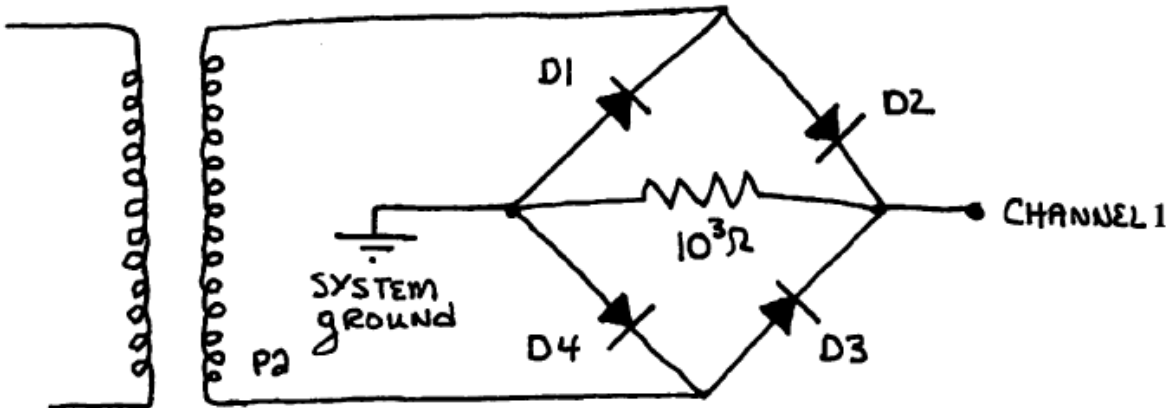 D1
D2
CHANNEL 1
10³Ω
SYSTEM
gROUND
D4
D3
P2